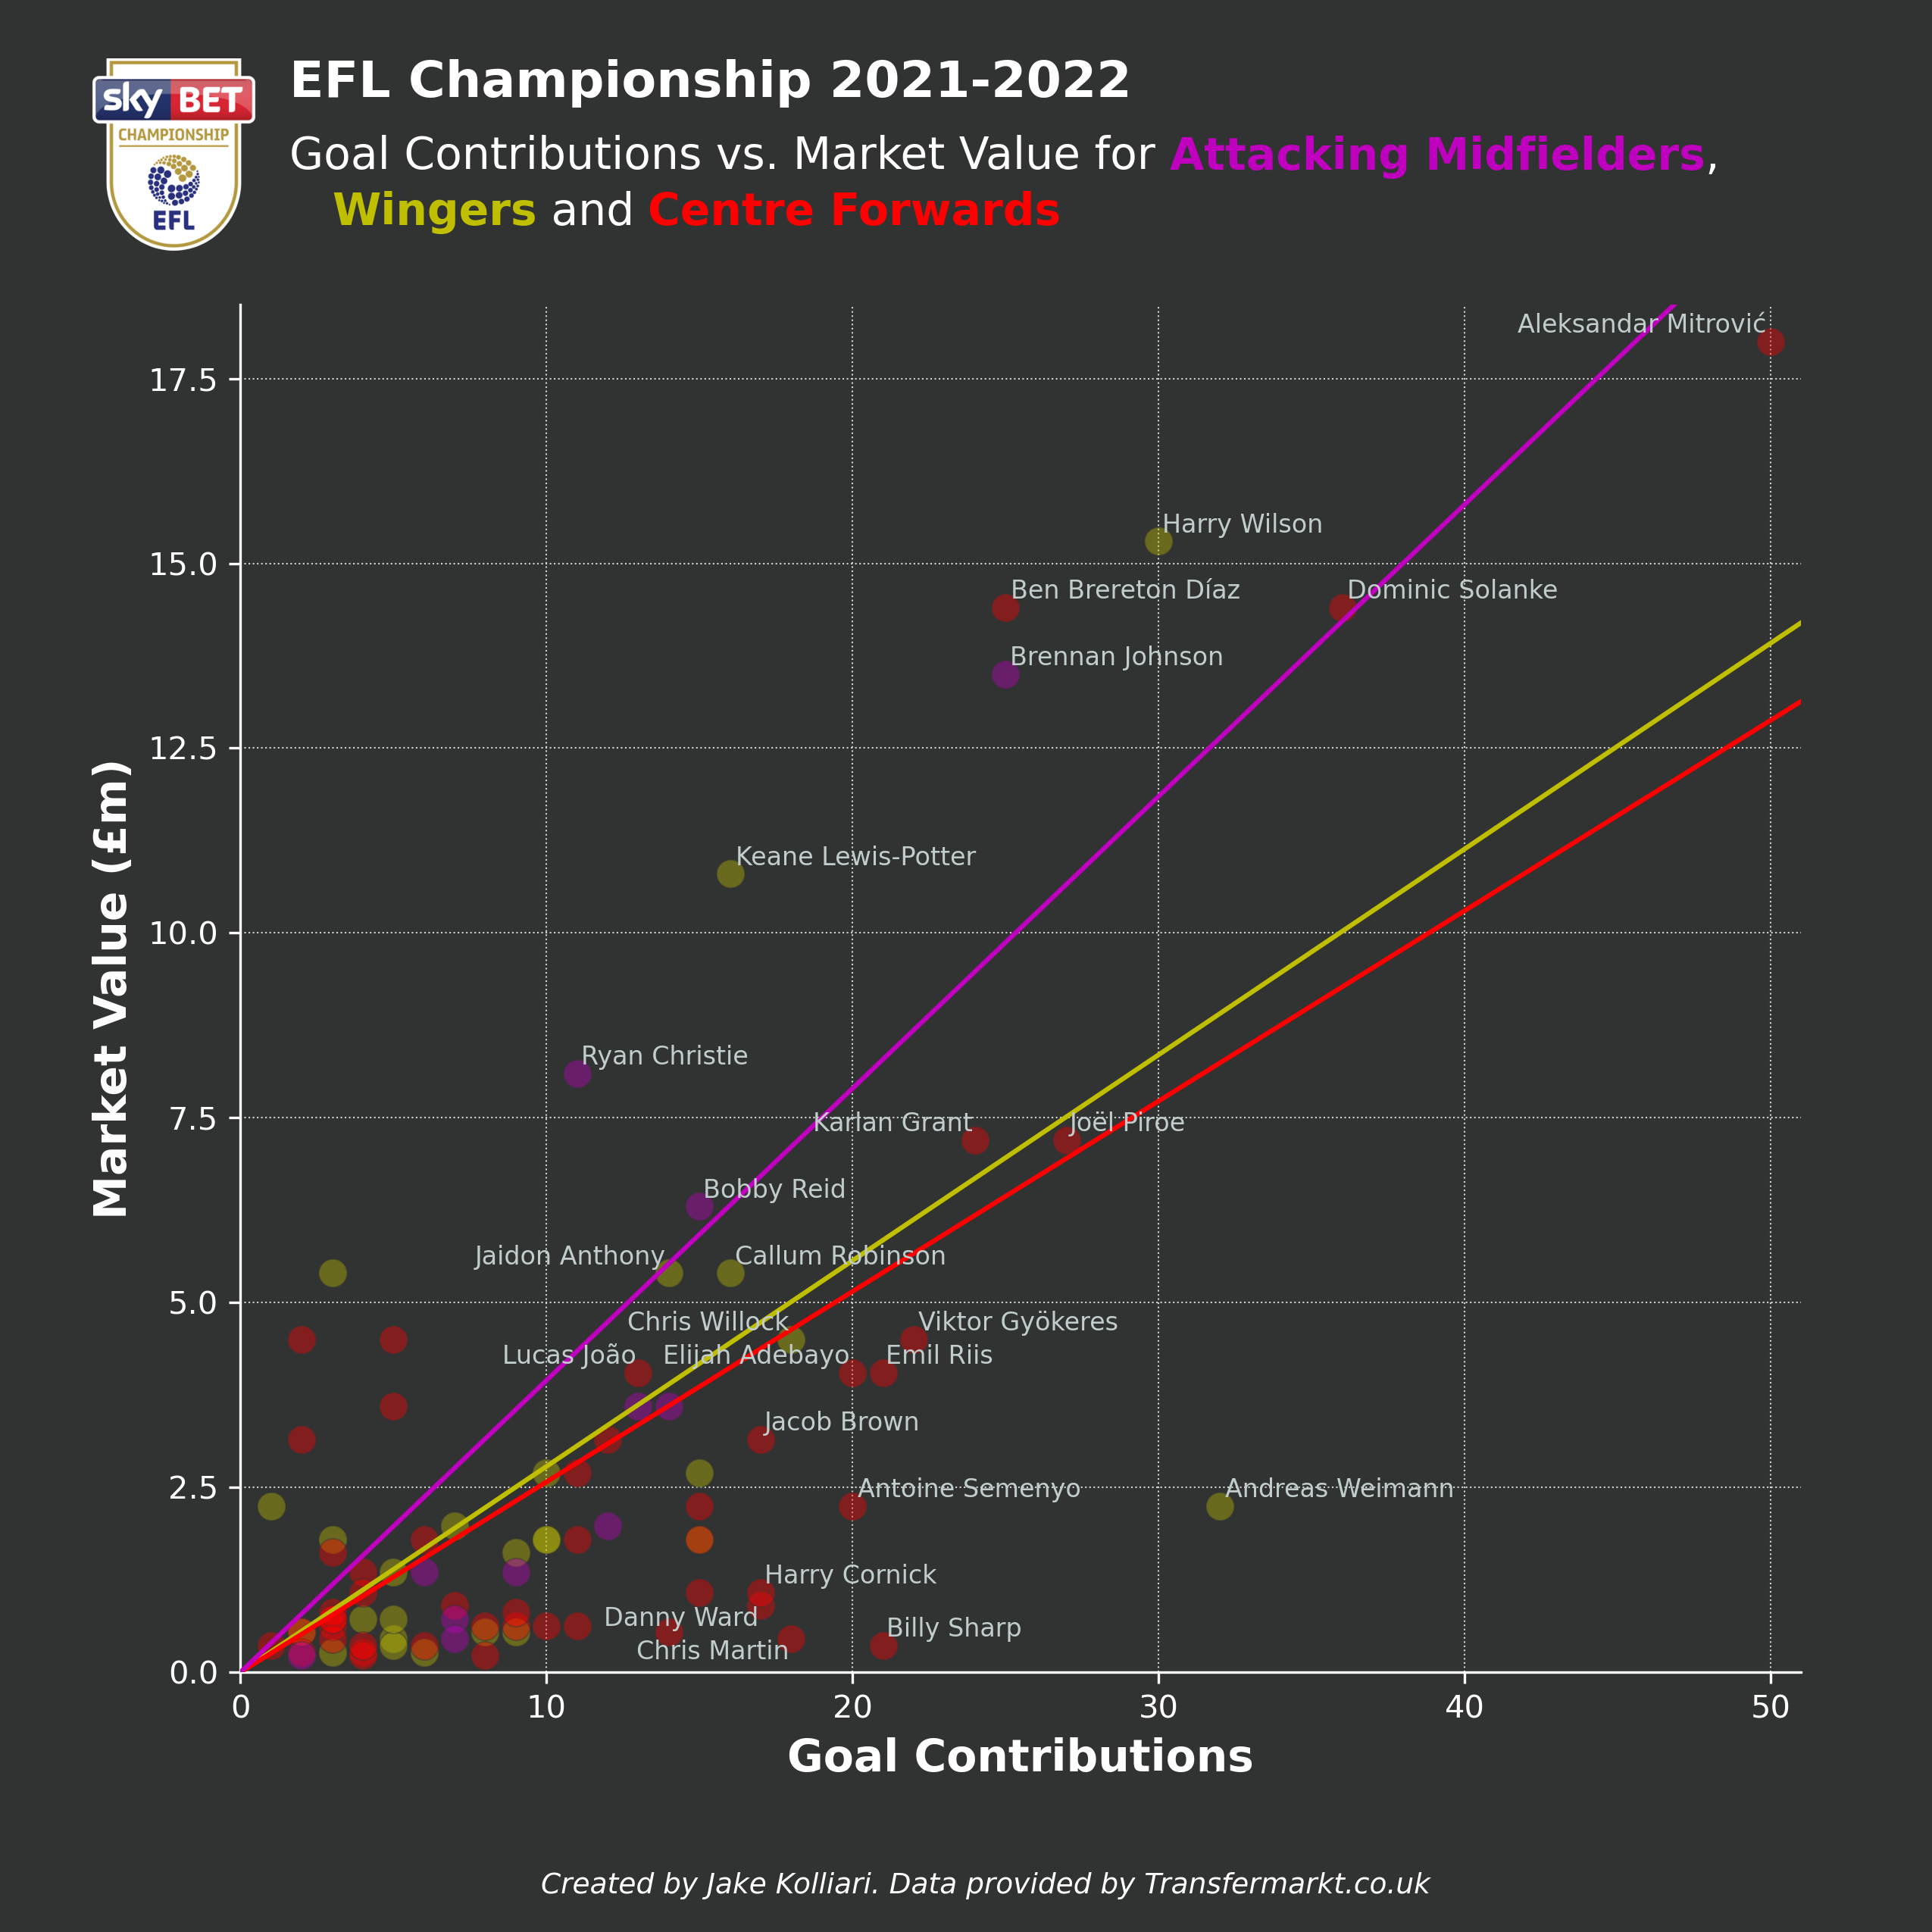 EFL Championship 2021-2022
sky BET
CHAMPIONSHIP
EFL
Goal Contributions vs. Market Value for Attacking Midfielders,
Wingers and Centre Forwards
Market Value (£m)
17.5
15.0
12.5
10.0
7.5
5.0
2.5
0.0
Aleksandar Mitrović
Harry Wilson
Ben Brereton Díaz
Dominic Solanke
Brennan Johnson
Keane Lewis-Potter
Ryan Christie
Karlan Grant
Joël Piroe
Bobby Reid
Jaidon Anthony
Callum Robinson
Chris Willock
Viktor Gyökeres
Lucas João
Elijah Adebayo
Emil Riis
Jacob Brown
Antoine Semenyo
Andreas Weimann
Harry Cornick
Danny Ward
Billy Sharp
Chris Martin
0
10
20
30
40
50
Goal Contributions
Created by Jake Kolliari. Data provided by Transfermarkt.co.uk